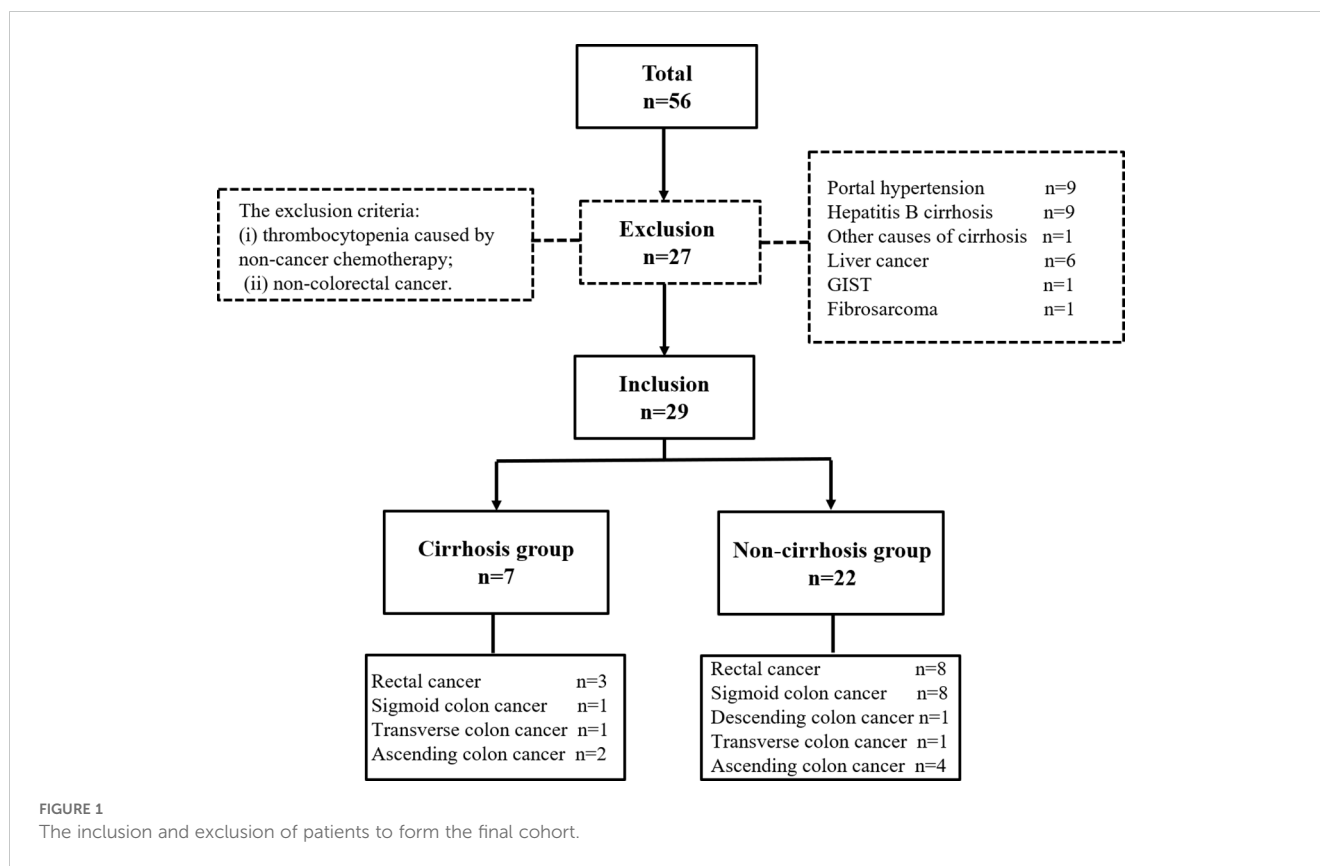 Total
n=56
The exclusion criteria:
(i) thrombocytopenia caused by
non-cancer chemotherapy;
(ii) non-colorectal cancer.
Exclusion
n=27
Portal hypertension n=9
Hepatitis B cirrhosis n=9
Other causes of cirrhosis n=1
Liver cancer n=6
GIST n=1
Fibrosarcoma n=1
Inclusion
n=29
Cirrhosis group
n=7
Non-cirrhosis group
n=22
Rectal cancer n=3
Sigmoid colon cancer n=1
Transverse colon cancer n=1
Ascending colon cancer n=2
Rectal cancer n=8
Sigmoid colon cancer n=8
Descending colon cancer n=1
Transverse colon cancer n=1
Ascending colon cancer n=4
FIGURE 1
The inclusion and exclusion of patients to form the final cohort.